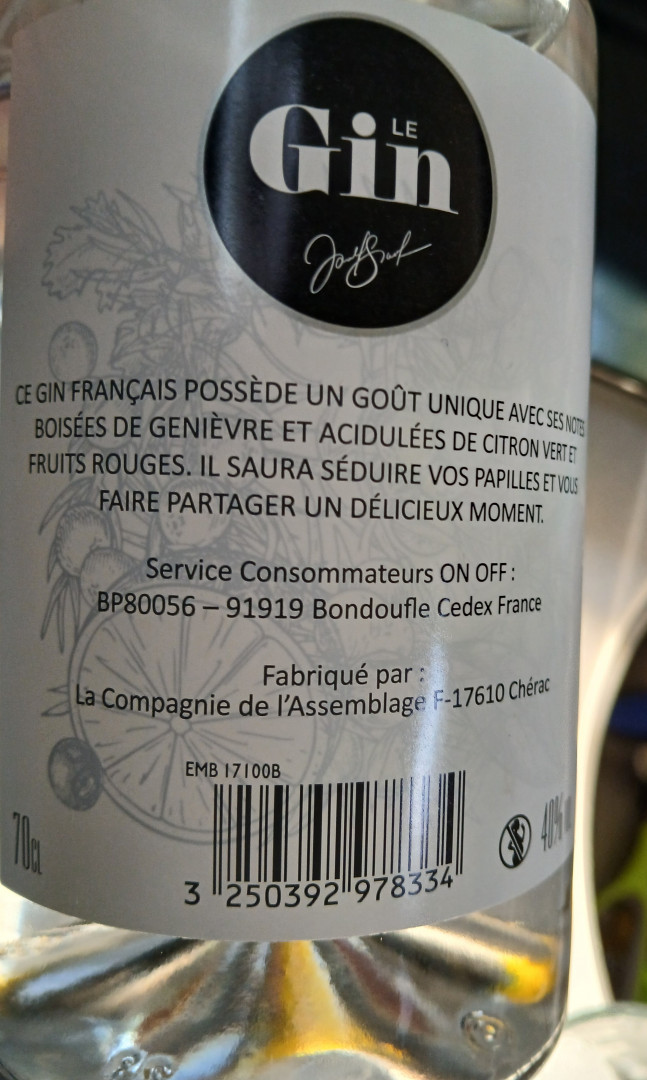 LE
Gin
CE GIN FRANÇAIS POSSÈDE UN GOÛT UNIQUE AVEC SES NOTES
BOISÉES DE GENIÈVRE ET ACIDULÉES DE CITRON VERT ET
FRUITS ROUGES. IL SAURA SÉDUIRE VOS PAPILLES ET VOUS
FAIRE PARTAGER UN DÉLICIEUX MOMENT.
Service Consommateurs ON OFF :
BP80056 – 91919 Bondoufle Cedex France
Fabriqué par :
La Compagnie de l'Assemblage F-17610 Chérac
EMB 17100B
70CL
40%
3 250392 978334